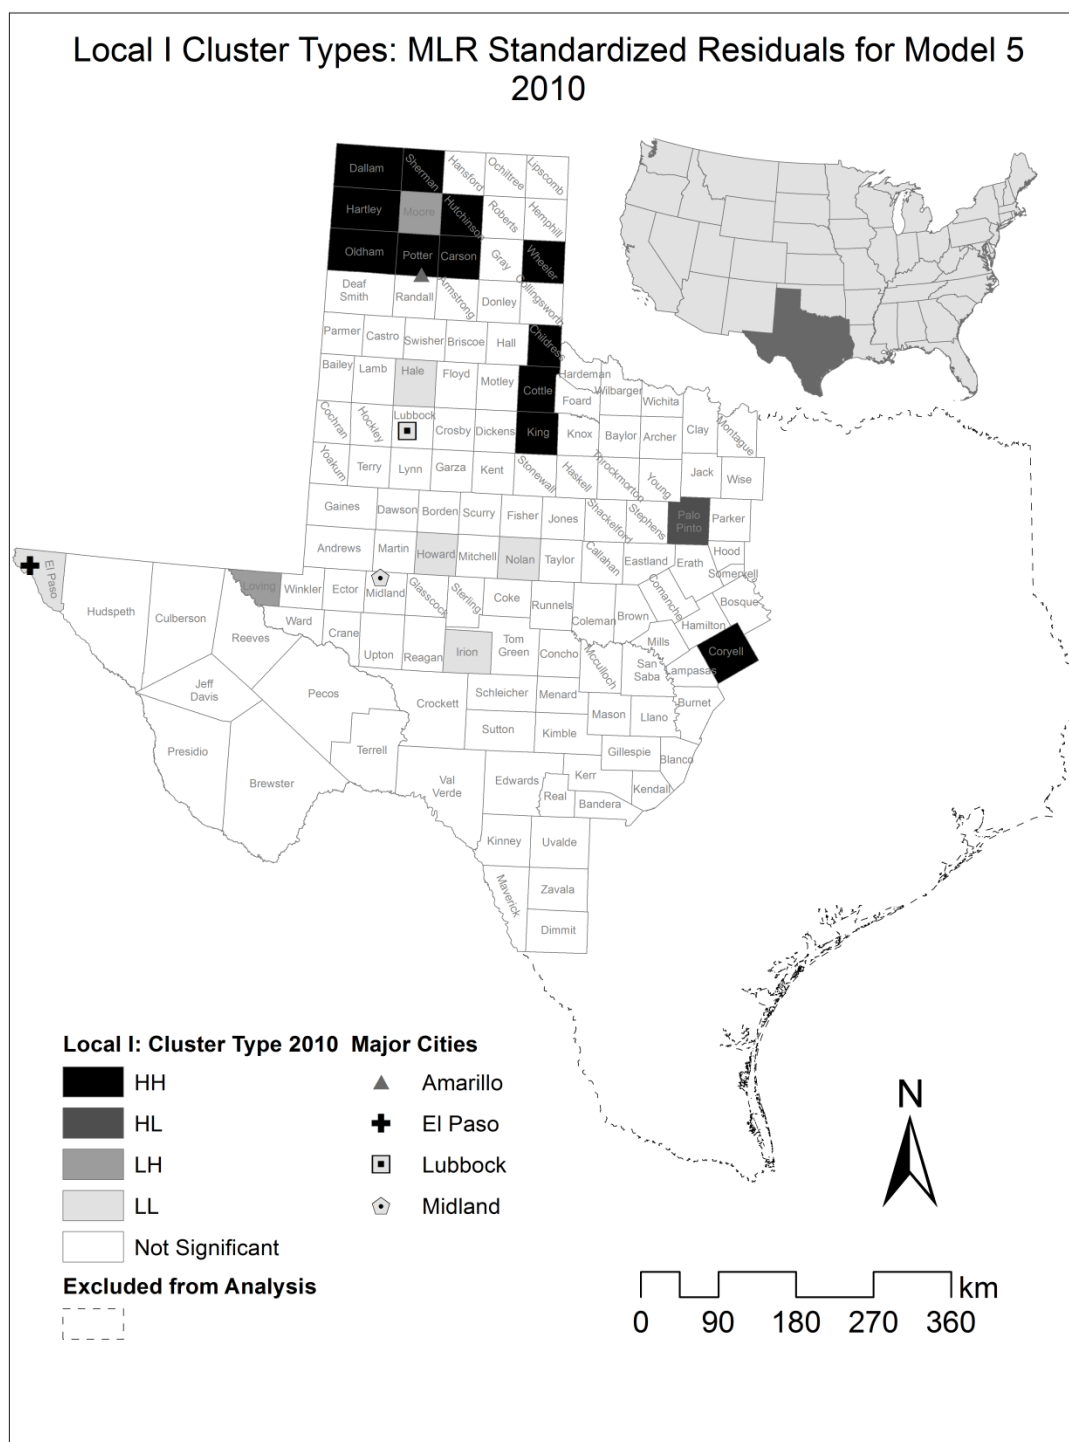 Local I Cluster Types: MLR Standardized Residuals for Model 5
2010
Dallam Sherman Hansford Ochiltree Lipscomb
Hartley Moore Hutchinson Roberts Hemphill
Oldham Potter Carson Gray Wheeler
Deaf
Smith Randall Armstrong Donley Collingsworth
Parmer Castro Swisher Briscoe Hall Childress
Bailey Lamb Hale Floyd Motley Cottle Hardeman
Foard Wilbarger Wichita
Cochran Hockley Lubbock Crosby Dickens King Knox Baylor Archer Clay Montague
Yoakum Terry Lynn Garza Kent Stonewall Haskell Throckmorton Young Jack Wise
Gaines Dawson Borden Scurry Fisher Jones Shackelford Stephens Palo
Pinto Parker
Andrews Martin Howard Mitchell Nolan Taylor Callahan Eastland Erath Hood
Somervell
El Paso Hudspeth Culberson Loving Winkler Ector Midland Glasscock Sterling Coke Runnels Coleman Brown Comanche Bosque
Hamilton
Reeves Ward Crane Upton Reagan Irion Tom
Green Concho Mcculloch San
Saba Mills Lampasas Coryell
Jeff
Davis Pecos Crockett Schleicher Menard Mason Llano Burnet
Presidio Brewster Terrell Sutton Kimble Gillespie Blanco
Val
Verde Edwards Real Kerr Bandera Kendall
Kinney Uvalde
Maverick Zavala
Dimmit
Local I: Cluster Type 2010 Major Cities
HH Amarillo
HL El Paso
LH Lubbock
LL Midland
Not Significant
Excluded from Analysis
N
km
0 90 180 270 360